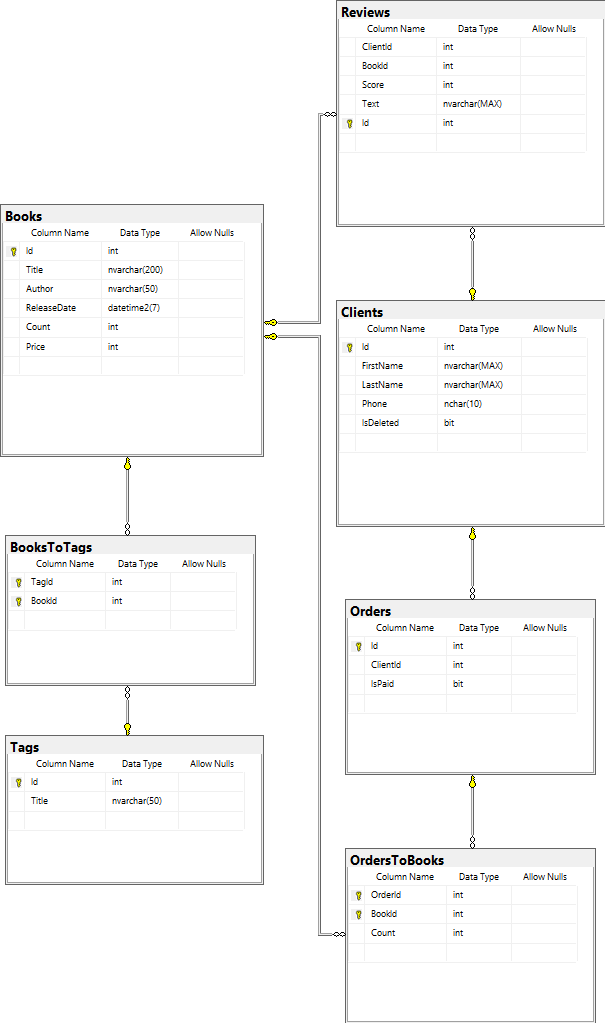 Reviews
Column Name Data Type Allow Nulls
ClientId int
BookId int
Score int
Text nvarchar(MAX)
Id int
Books
Column Name Data Type Allow Nulls
Id int
Title nvarchar(200)
Author nvarchar(50)
ReleaseDate datetime2(7)
Count int
Price int
Clients
Column Name Data Type Allow Nulls
Id int
FirstName nvarchar(MAX)
LastName nvarchar(MAX)
Phone nchar(10)
IsDeleted bit
BooksToTags
Column Name Data Type Allow Nulls
TagId int
BookId int
Orders
Column Name Data Type Allow Nulls
Id int
ClientId int
IsPaid bit
Tags
Column Name Data Type Allow Nulls
Id int
Title nvarchar(50)
OrdersToBooks
Column Name Data Type Allow Nulls
OrderId int
BookId int
Count int